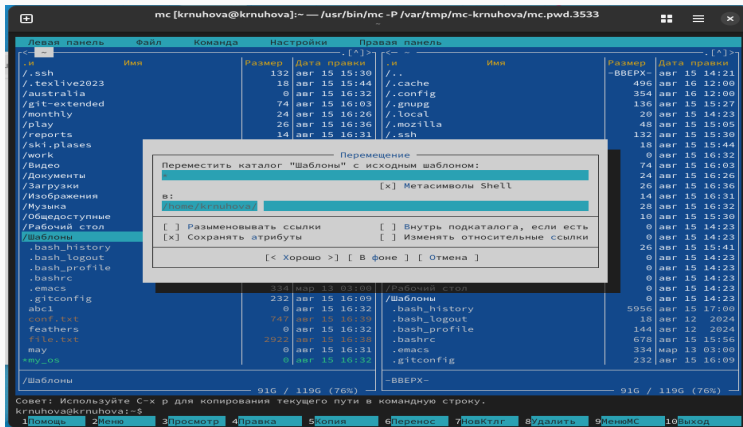 mc [krnuhova@krnuhova]:~ — /usr/bin/mc -P /var/tmp/mc-krnuhova/mc.pwd.3533
Левая панель Файл Команда Настройки Правая панель
<─ ~ .[^]> <─ ~ .[^]>
.и Имя Размер Дата правки .и Имя Размер Дата правки
/.ssh 132 авг 15 15:30 /.. -ВВЕРХ- авг 15 14:21
/.texlive2023 18 авг 15 15:44 /.cache 496 авг 16 12:00
/australia 0 авг 15 15:32 /.config 354 авг 16 12:00
/git-extended 74 авг 15 16:03 /.gnupg 136 авг 15 15:27
/monthly 24 авг 15 16:26 /.local 20 авг 15 14:23
/play 26 авг 15 16:36 /.mozilla 48 авг 15 15:05
/reports 14 авг 15 16:31 /.ssh 132 авг 15 15:30
/ski.plases 18 авг 15 15:44
/work 0 авг 15 16:32
/Видео 74 авг 15 16:03
/Документы 24 авг 15 16:26
/Загрузки 26 авг 15 16:36
/Изображения 14 авг 15 16:31
/Музыка 28 авг 15 16:32
/Общедоступные 10 авг 15 15:30
/Рабочий стол 0 авг 15 14:23
/Шаблоны 0 авг 15 14:23
.bash_history 26 авг 15 15:41
.bash_logout 0 авг 15 14:23
.bash_profile 0 авг 15 14:23
.bashrc 0 авг 15 14:23
Перемещение
Переместить каталог "Шаблоны" с исходным шаблоном:
*
[x] Метасимволы Shell
в:
/home/krnuhova/
[ ] Разыменовывать ссылки [ ] Внутрь подкаталога, если есть
[x] Сохранять атрибуты [ ] Изменять относительные ссылки
[< Хорошо >] [ В фоне ] [ Отмена ]
.emacs 334 мар 13 03:00 /Рабочий стол 0 авг 15 14:23
.gitconfig 232 авг 15 16:09 /Шаблоны 0 авг 15 14:23
abc1 0 авг 15 16:32 .bash_history 5956 авг 15 17:00
conf.txt 747 авг 15 16:39 .bash_logout 18 авг 12 2024
feathers 0 авг 15 16:32 .bash_profile 144 авг 12 2024
file.txt 2922 авг 15 16:38 .bashrc 678 авг 15 15:56
may 0 авг 15 16:31 .emacs 334 мар 13 03:00
*my_os 0 авг 15 16:32 .gitconfig 232 авг 15 16:09
/Шаблоны -ВВЕРХ-
91G / 119G (76%) 91G / 119G (76%)
Совет: Используйте C-x p для копирования текущего пути в командную строку.
krnuhova@krnuhova:~$
1Помощь 2Меню 3Просмотр 4Правка 5Копия 6Перенос 7НовКтлг 8Удалить 9МенюМС 10Выход